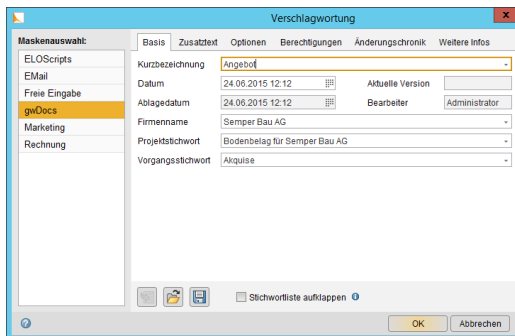 Verschlagwortung
Maskenauswahl:
ELOScripts
EMail
Freie Eingabe
gwDocs
Marketing
Rechnung
Basis Zusatztext Optionen Berechtigungen Änderungschronik Weitere Infos
Kurzbezeichnung Angebot
Datum 24.06.2015 12:12 Aktuelle Version
Ablagedatum 24.06.2015 12:12 Bearbeiter Administrator
Firmenname Semper Bau AG
Projektstichwort Bodenbelag für Semper Bau AG
Vorgangsstichwort Akquise
Stichwortliste aufklappen
OK Abbrechen